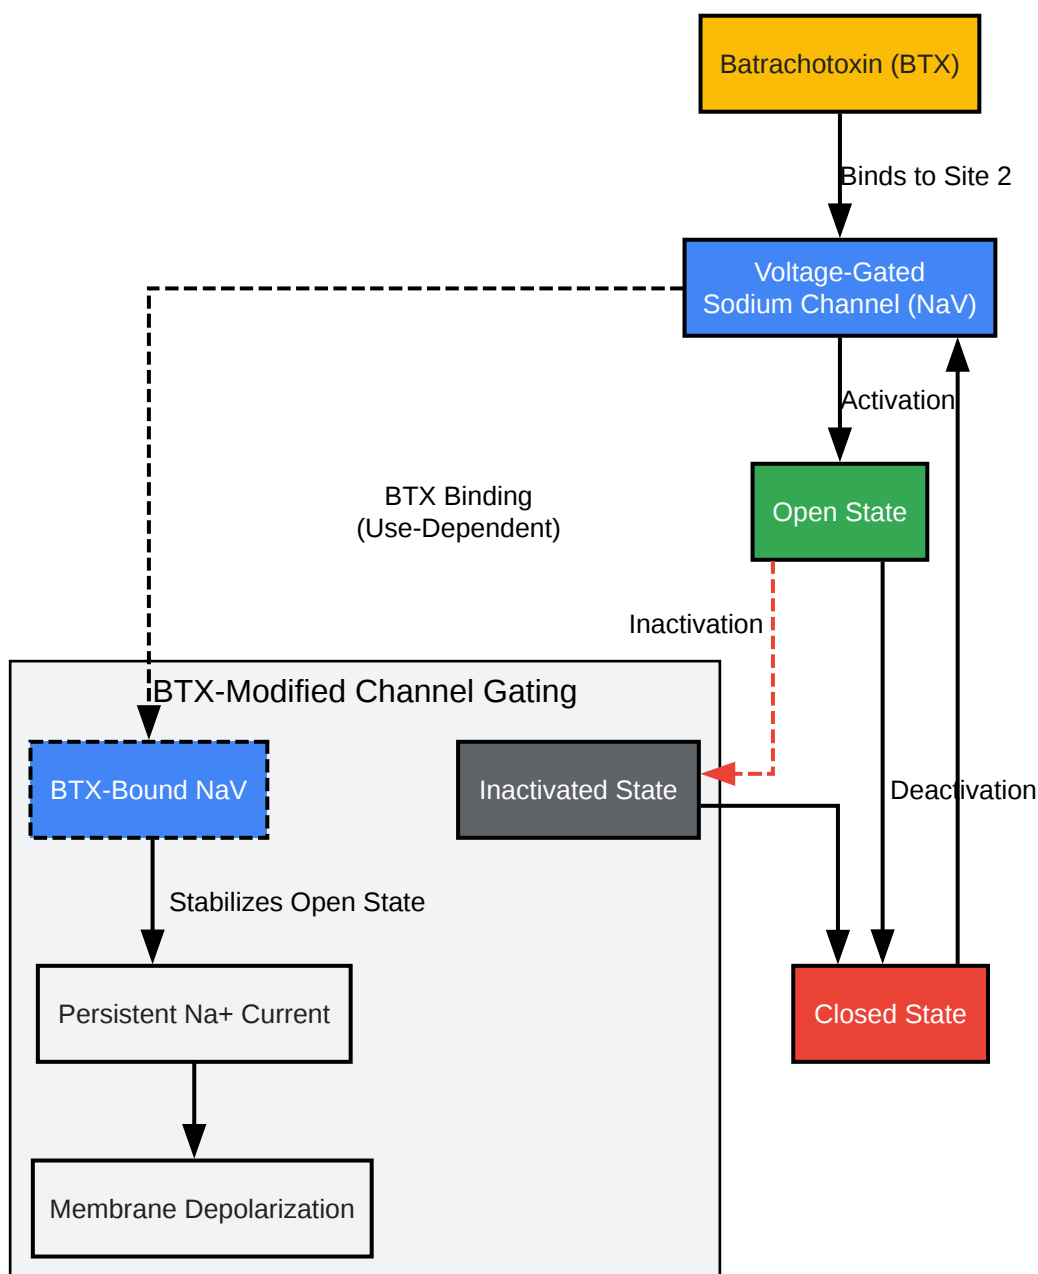 Batrachotoxin (BTX)
Binds to Site 2
Voltage-Gated
Sodium Channel (NaV)
Activation
BTX Binding
(Use-Dependent)
Open State
Inactivation
BTX-Modified Channel Gating
BTX-Bound NaV
Inactivated State
Deactivation
Stabilizes Open State
Persistent Na+ Current
Closed State
Membrane Depolarization